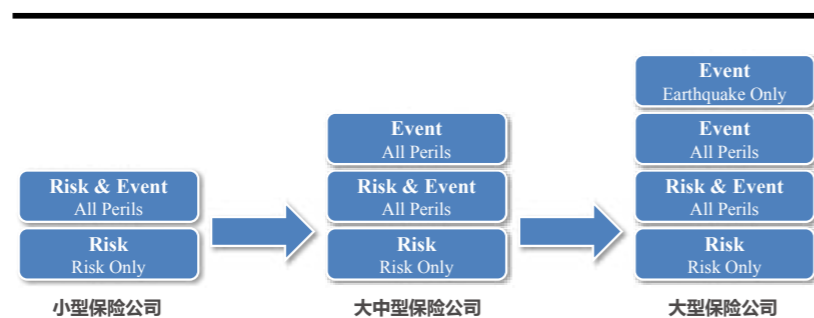 Event
Earthquake Only
Event
All Perils
Event
All Perils
Risk & Event
All Perils
Risk & Event
All Perils
Risk & Event
All Perils
Risk
Risk Only
Risk
Risk Only
Risk
Risk Only
小型保险公司
大中型保险公司
大型保险公司